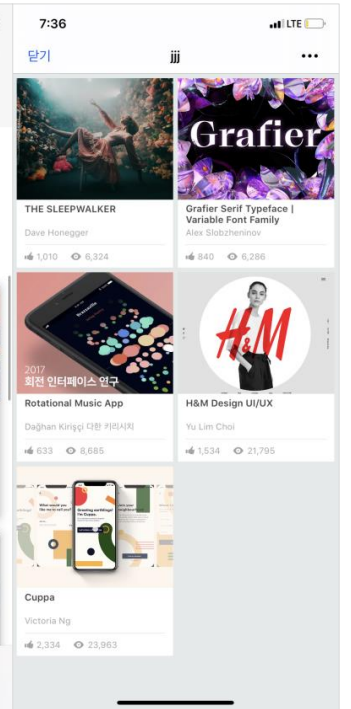 7:36
LTE
닫기
jjj
THE SLEEPWALKER
Dave Honegger
1,010 6,324
Grafier
Grafier Serif Typeface |
Variable Font Family
Alex Slobzheninov
840 6,286
2017
회전 인터페이스 연구
Rotational Music App
Dağhan Kirişçi 다한 키리시치
633 8,685
H&M
H&M Design UI/UX
Yu Lim Choi
1,534 21,795
Cuppa
Victoria Ng
2,334 23,963